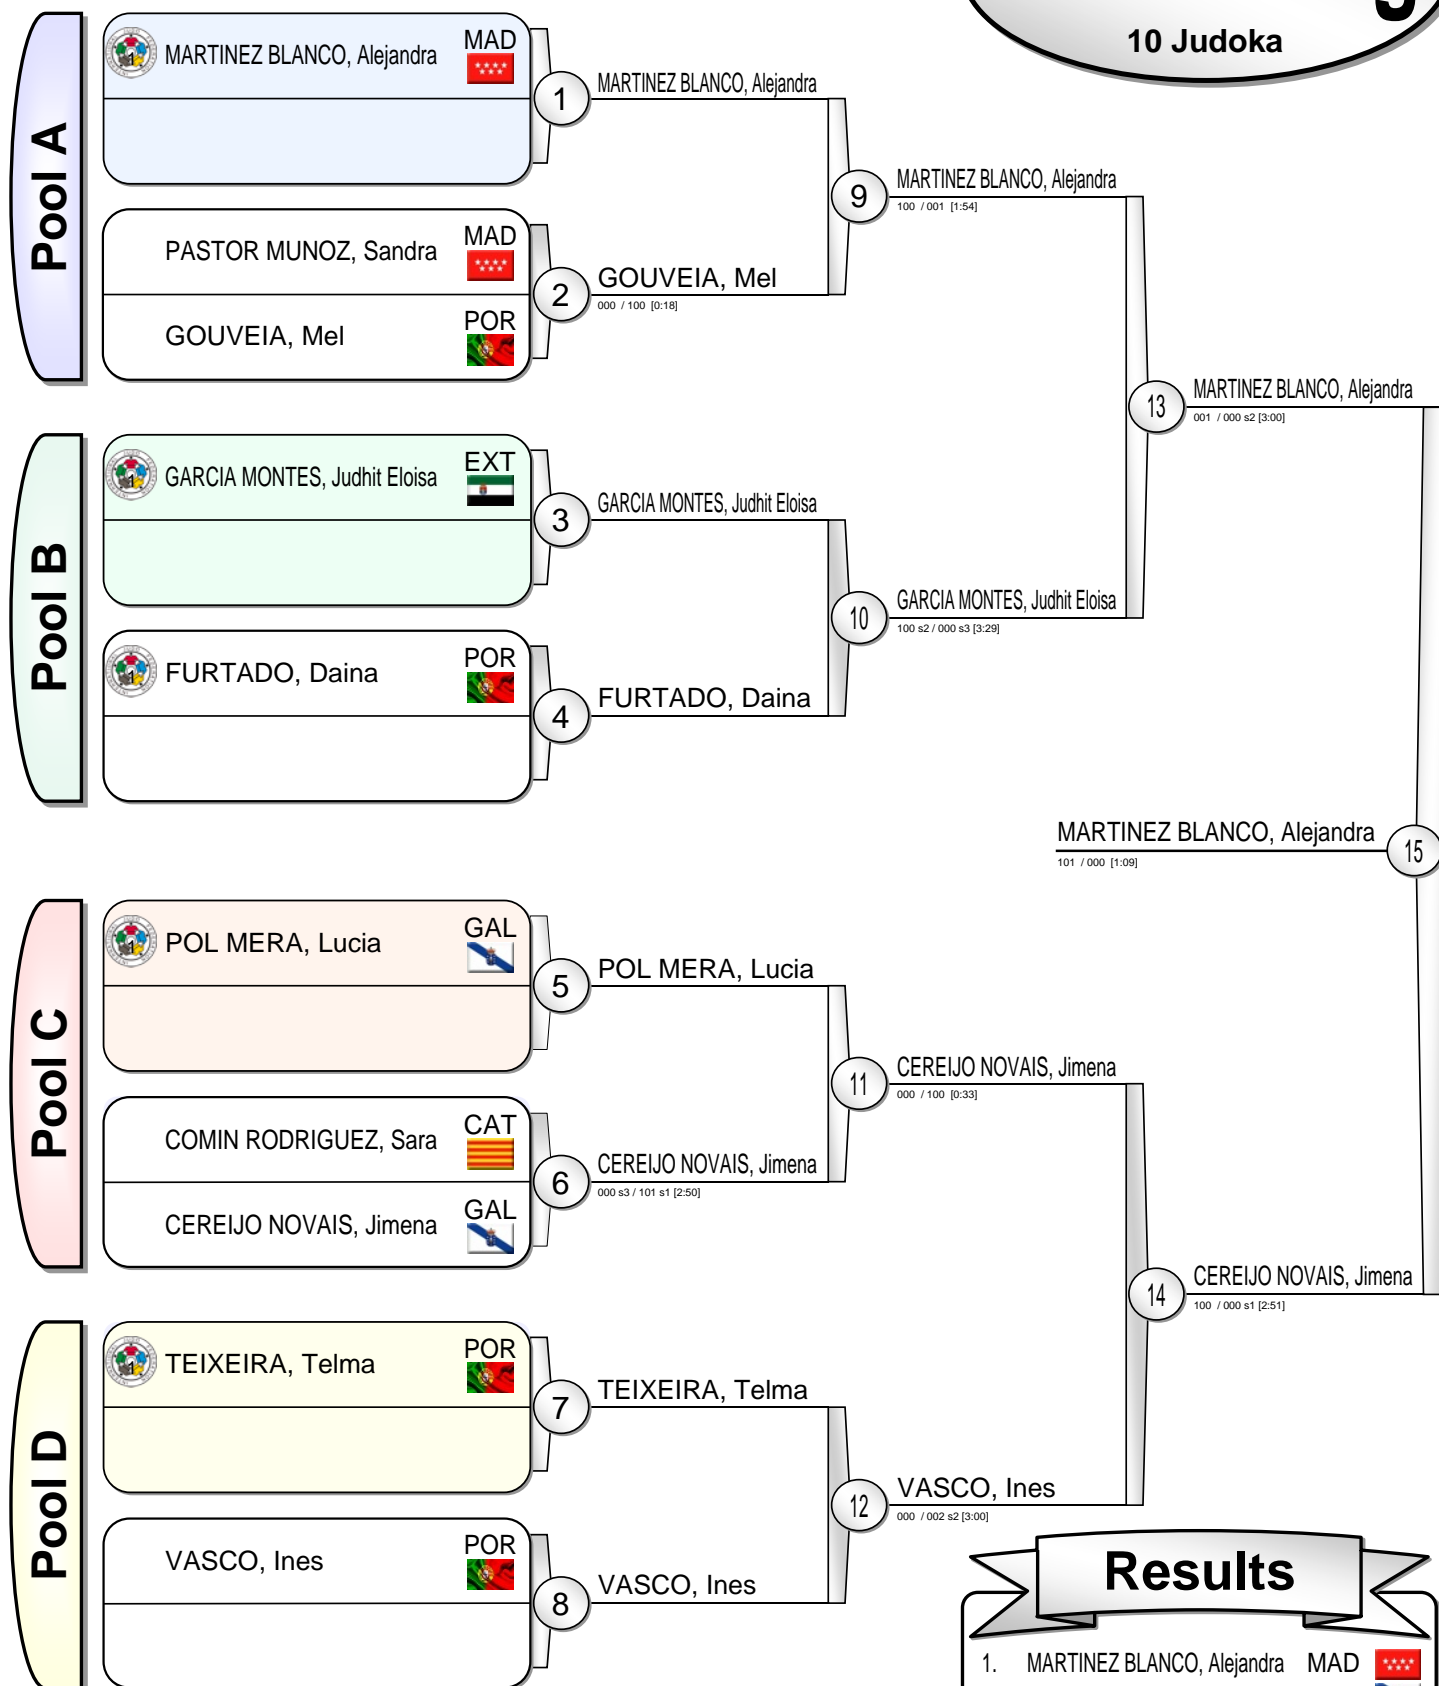 10 Judoka
Pool A
MARTINEZ BLANCO, Alejandra MAD
1
MARTINEZ BLANCO, Alejandra
PASTOR MUNOZ, Sandra MAD
GOUVEIA, Mel POR
2
GOUVEIA, Mel
000 / 100 [0:18]
9
MARTINEZ BLANCO, Alejandra
100 / 001 [1:54]
Pool B
GARCIA MONTES, Judhit Eloisa EXT
3
GARCIA MONTES, Judhit Eloisa
FURTADO, Daina POR
4
FURTADO, Daina
10
GARCIA MONTES, Judhit Eloisa
100 s2 / 000 s3 [3:29]
13
MARTINEZ BLANCO, Alejandra
001 / 000 s2 [3:00]
MARTINEZ BLANCO, Alejandra
101 / 000 [1:09]
15
Pool C
POL MERA, Lucia GAL
5
POL MERA, Lucia
COMIN RODRIGUEZ, Sara CAT
CEREIJO NOVAIS, Jimena GAL
6
CEREIJO NOVAIS, Jimena
000 s3 / 101 s1 [2:50]
11
CEREIJO NOVAIS, Jimena
000 / 100 [0:33]
Pool D
TEIXEIRA, Telma POR
7
TEIXEIRA, Telma
VASCO, Ines POR
8
VASCO, Ines
12
VASCO, Ines
000 / 002 s2 [3:00]
14
CEREIJO NOVAIS, Jimena
100 / 000 s1 [2:51]
Results
1. MARTINEZ BLANCO, Alejandra MAD